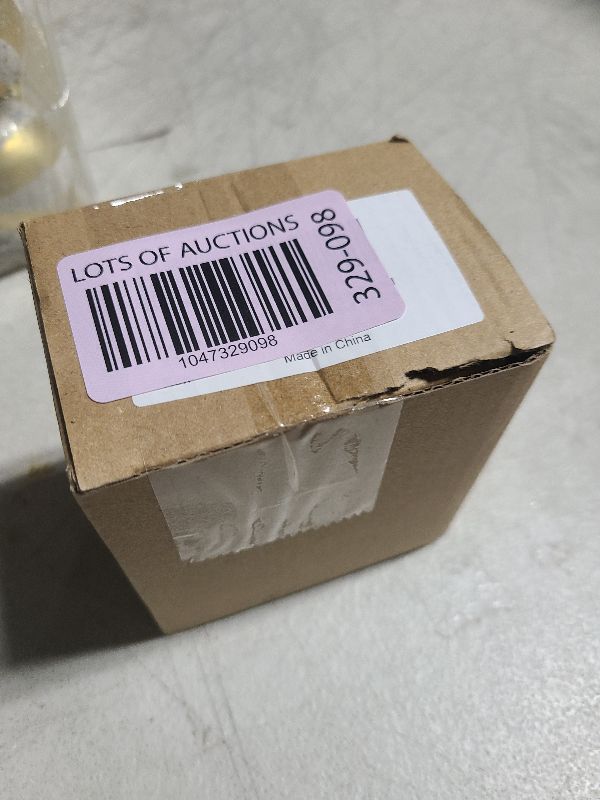 LOTS OF AUCTIONS
329-098
1047329098
Made in China